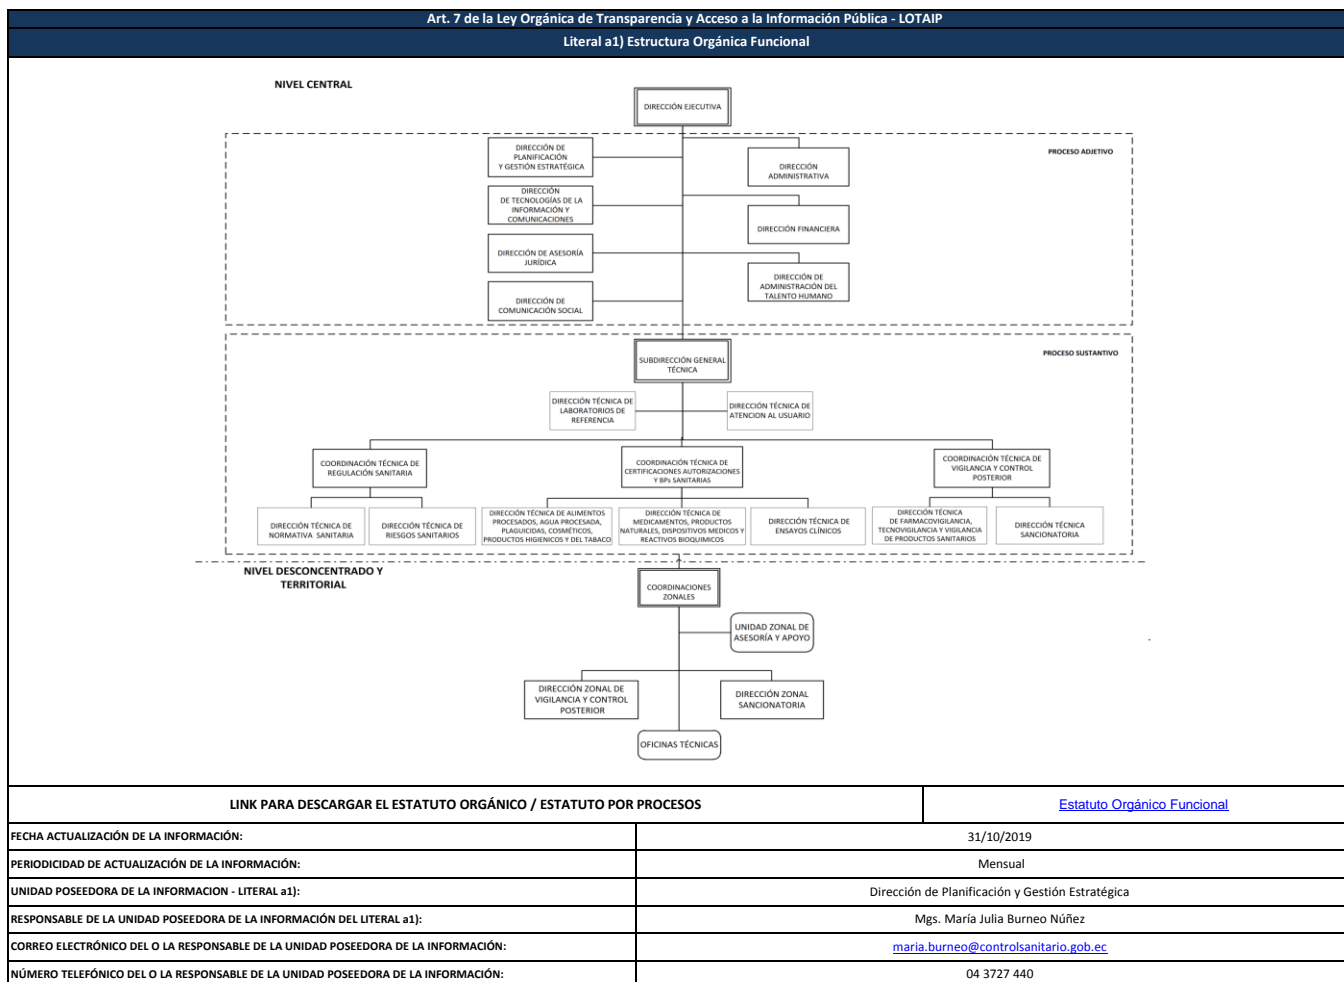 Art. 7 de la Ley Orgánica de Transparencia y Acceso a la Información Pública - LOTAIP
Literal a1) Estructura Orgánica Funcional
NIVEL CENTRAL
DIRECCIÓN EJECUTIVA
PROCESO ADJETIVO
DIRECCIÓN DE
PLANIFICACIÓN
Y GESTIÓN ESTRATÉGICA
DIRECCIÓN
ADMINISTRATIVA
DIRECCIÓN
DE TECNOLOGÍAS DE LA
INFORMACIÓN Y
COMUNICACIONES
DIRECCIÓN FINANCIERA
DIRECCIÓN DE ASESORÍA
JURÍDICA
DIRECCIÓN DE
ADMINISTRACIÓN DEL
TALENTO HUMANO
DIRECCIÓN DE
COMUNICACIÓN SOCIAL
PROCESO SUSTANTIVO
SUBDIRECCIÓN GENERAL
TÉCNICA
DIRECCIÓN TÉCNICA DE
LABORATORIOS DE
REFERENCIA
DIRECCIÓN TÉCNICA DE
ATENCION AL USUARIO
COORDINACIÓN TÉCNICA DE
REGULACIÓN SANITARIA
COORDINACIÓN TÉCNICA DE
CERTIFICACIONES AUTORIZACIONES
Y BPs SANITARIAS
COORDINACIÓN TÉCNICA DE
VIGILANCIA Y CONTROL
POSTERIOR
DIRECCIÓN TÉCNICA DE
NORMATIVA SANITARIA
DIRECCIÓN TÉCNICA DE
RIESGOS SANITARIOS
DIRECCIÓN TÉCNICA DE ALIMENTOS
PROCESADOS, AGUA PROCESADA,
PLAGUICIDAS, COSMÉTICOS,
PRODUCTOS HIGIENICOS Y DEL TABACO
DIRECCIÓN TÉCNICA DE
MEDICAMENTOS, PRODUCTOS
NATURALES, DISPOSITIVOS MEDICOS Y
REACTIVOS BIOQUIMICOS
DIRECCIÓN TÉCNICA DE
ENSAYOS CLÍNICOS
DIRECCIÓN TÉCNICA
DE FARMACOVIGILANCIA,
TECNOVIGILANCIA Y VIGILANCIA
DE PRODUCTOS SANITARIOS
DIRECCIÓN TÉCNICA
SANCIONATORIA
NIVEL DESCONCENTRADO Y
TERRITORIAL
COORDINACIONES
ZONALES
UNIDAD ZONAL DE
ASESORÍA Y APOYO
DIRECCIÓN ZONAL DE
VIGILANCIA Y CONTROL
POSTERIOR
DIRECCIÓN ZONAL
SANCIONATORIA
OFICINAS TÉCNICAS
LINK PARA DESCARGAR EL ESTATUTO ORGÁNICO / ESTATUTO POR PROCESOS
Estatuto Orgánico Funcional
FECHA ACTUALIZACIÓN DE LA INFORMACIÓN:
31/10/2019
PERIODICIDAD DE ACTUALIZACIÓN DE LA INFORMACIÓN:
Mensual
UNIDAD POSEEDORA DE LA INFORMACION - LITERAL a1):
Dirección de Planificación y Gestión Estratégica
RESPONSABLE DE LA UNIDAD POSEEDORA DE LA INFORMACIÓN DEL LITERAL a1):
Mgs. María Julia Burneo Núñez
CORREO ELECTRÓNICO DEL O LA RESPONSABLE DE LA UNIDAD POSEEDORA DE LA INFORMACIÓN:
maria.burneo@controlsanitario.gob.ec
NÚMERO TELEFÓNICO DEL O LA RESPONSABLE DE LA UNIDAD POSEEDORA DE LA INFORMACIÓN:
04 3727 440